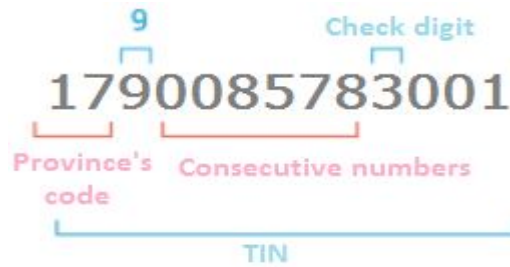 9 Check digit
1790085783001
Province's Consecutive numbers
code
TIN